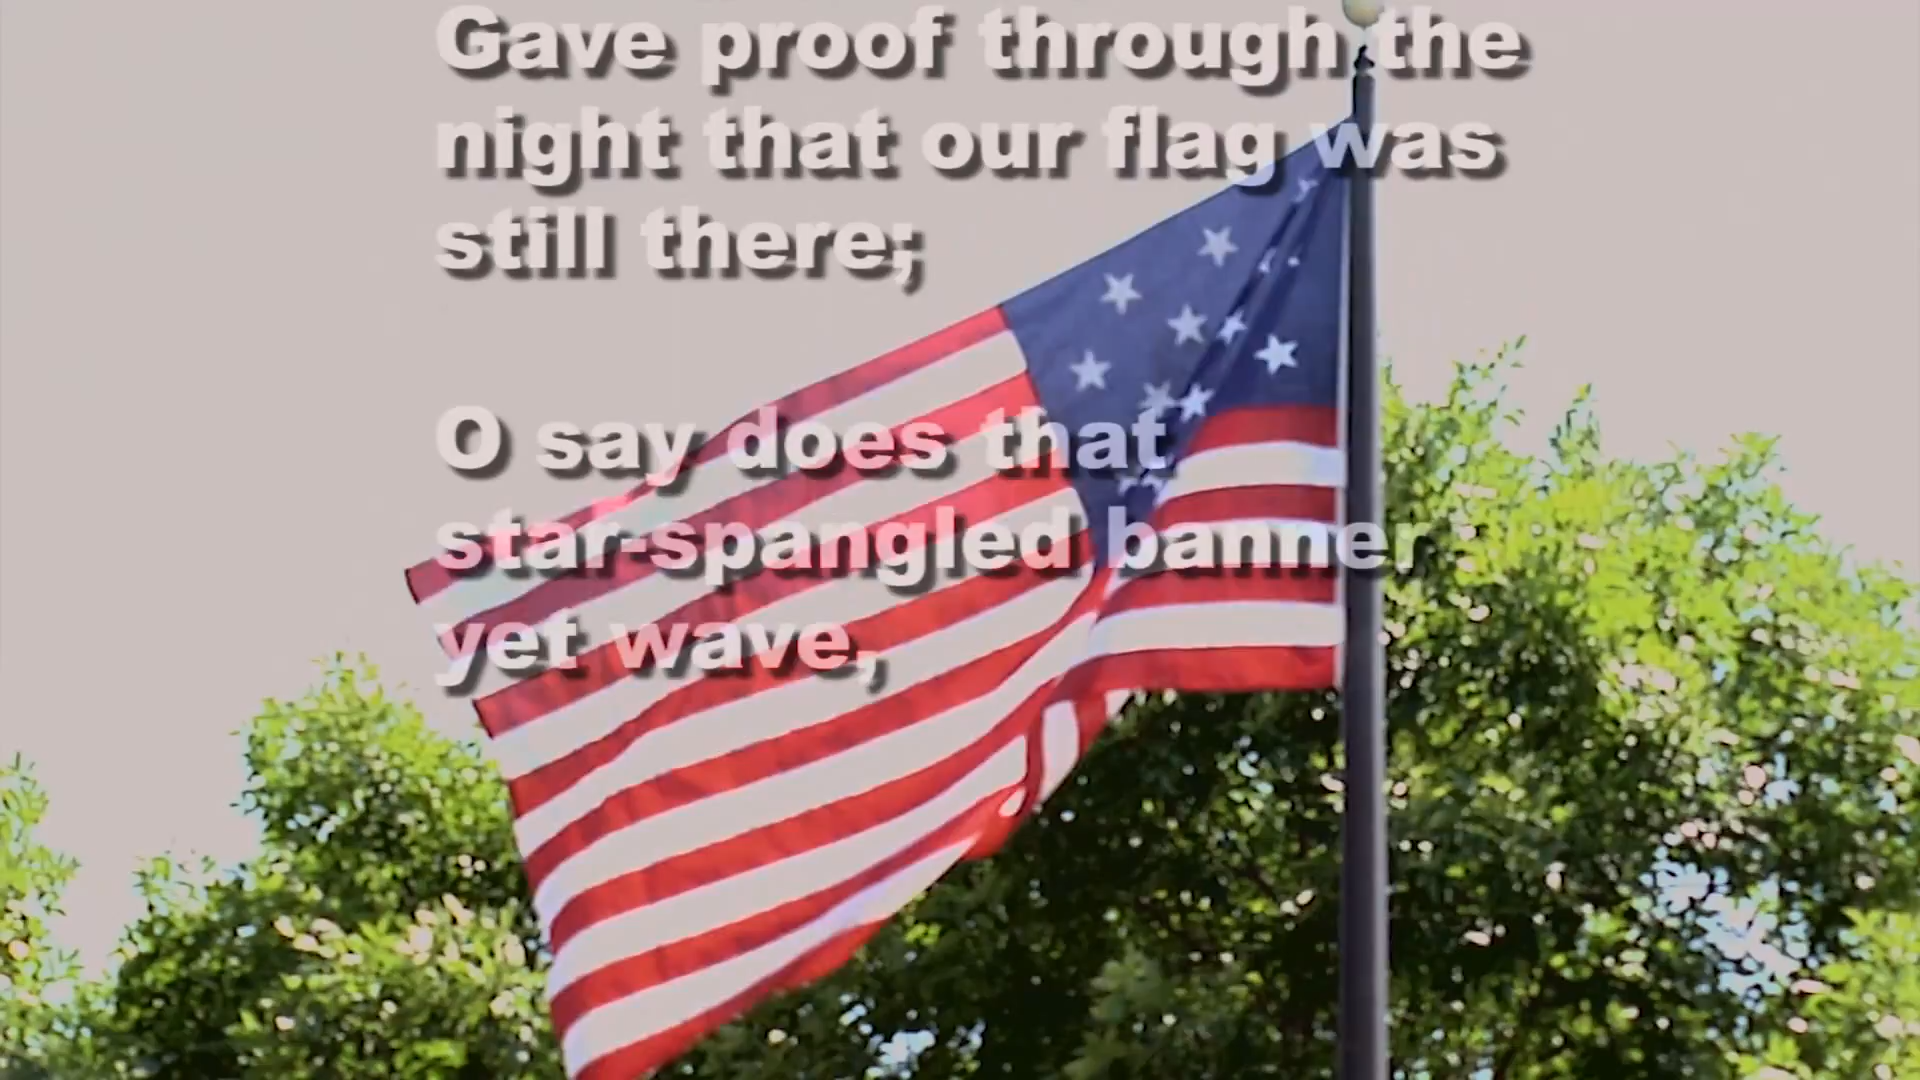 Gave proof through the
night that our flag was
still there;
O say does that
star-spangled banner
yet wave,